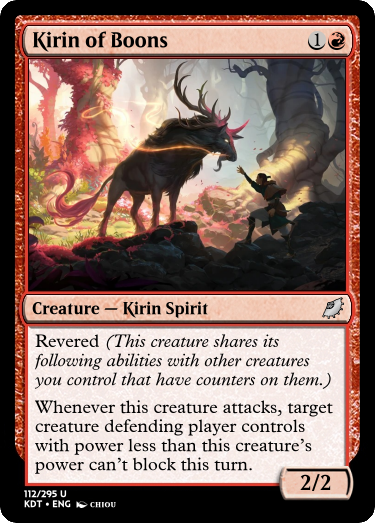 Kirin of Boons 1
Creature — Kirin Spirit
Revered (This creature shares its
following abilities with other creatures
you control that have counters on them.)
Whenever this creature attacks, target
creature defending player controls
with power less than this creature's
power can't block this turn.
2/2
112/295 U
KDT • ENG CHIOU